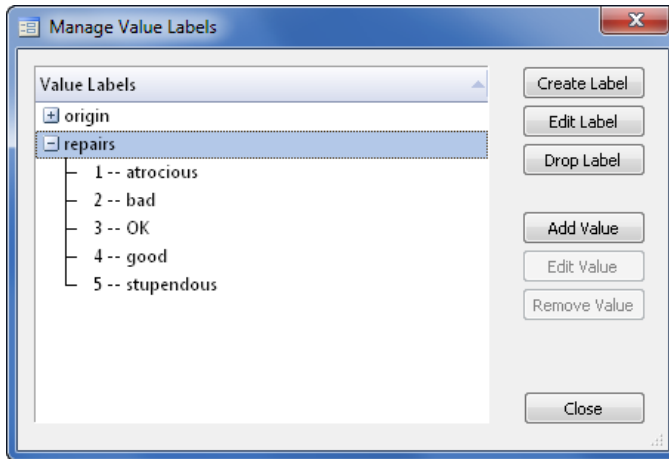 Manage Value Labels
Value Labels
origin
repairs
1 -- atrocious
2 -- bad
3 -- OK
4 -- good
5 -- stupendous
Create Label
Edit Label
Drop Label
Add Value
Edit Value
Remove Value
Close